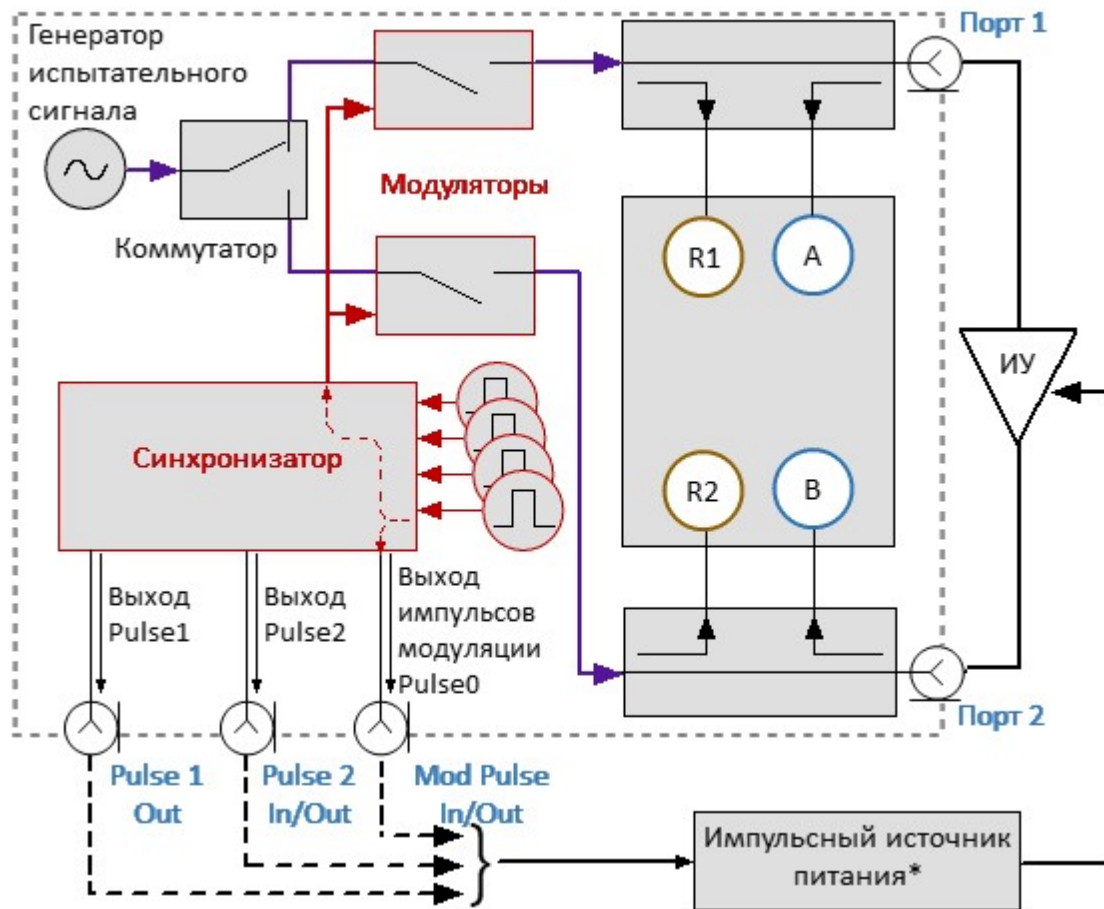 Генератор
испытательного
сигнала
Порт 1
Модуляторы
Коммутатор
R1
A
ИУ
Синхронизатор
R2
B
Выход
Pulse1
Выход
Pulse2
Выход
импульсов
модуляции
Pulse0
Порт 2
Pulse 1
Out
Pulse 2
In/Out
Mod Pulse
In/Out
Импульсный источник
питания*